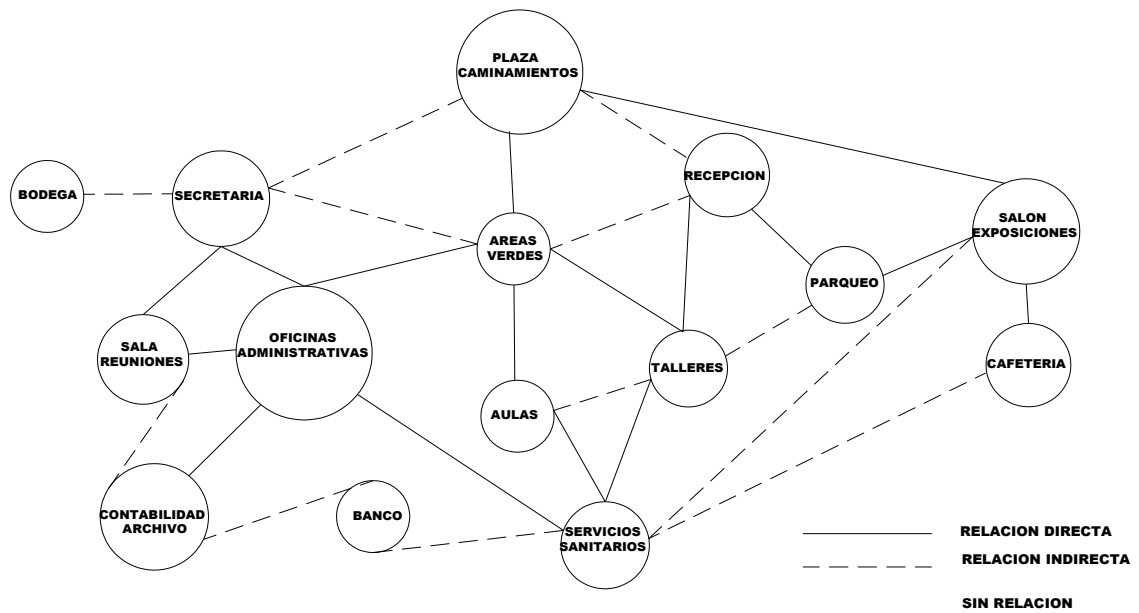 PLAZA
CAMINAMIENTOS
RECEPCION
BODEGA
SECRETARIA
SALON
EXPOSICIONES
AREAS
VERDES
PARQUEO
SALA
REUNIONES
OFICINAS
ADMINISTRATIVAS
TALLERES
CAFETERIA
AULAS
CONTABILIDAD
ARCHIVO
BANCO
SERVICIOS
SANITARIOS
RELACION DIRECTA
RELACION INDIRECTA
SIN RELACION